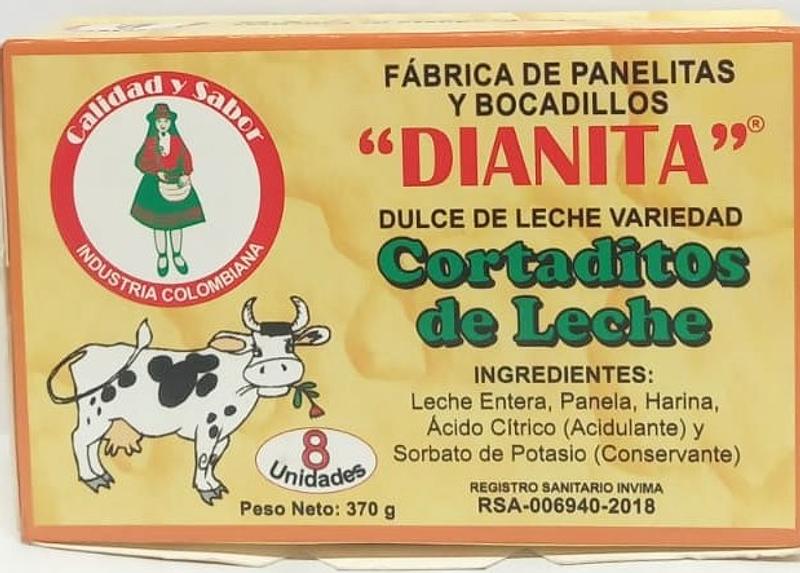 Calidad y Sabor
INDUSTRIA COLOMBIANA
FÁBRICA DE PANELITAS
Y BOCADILLOS
“DIANITA”®
DULCE DE LECHE VARIEDAD
Cortaditos
de Leche
INGREDIENTES:
Leche Entera, Panela, Harina,
Ácido Cítrico (Acidulante) y
Sorbato de Potasio (Conservante)
8
Unidades
Peso Neto: 370 g
REGISTRO SANITARIO INVIMA
RSA-006940-2018